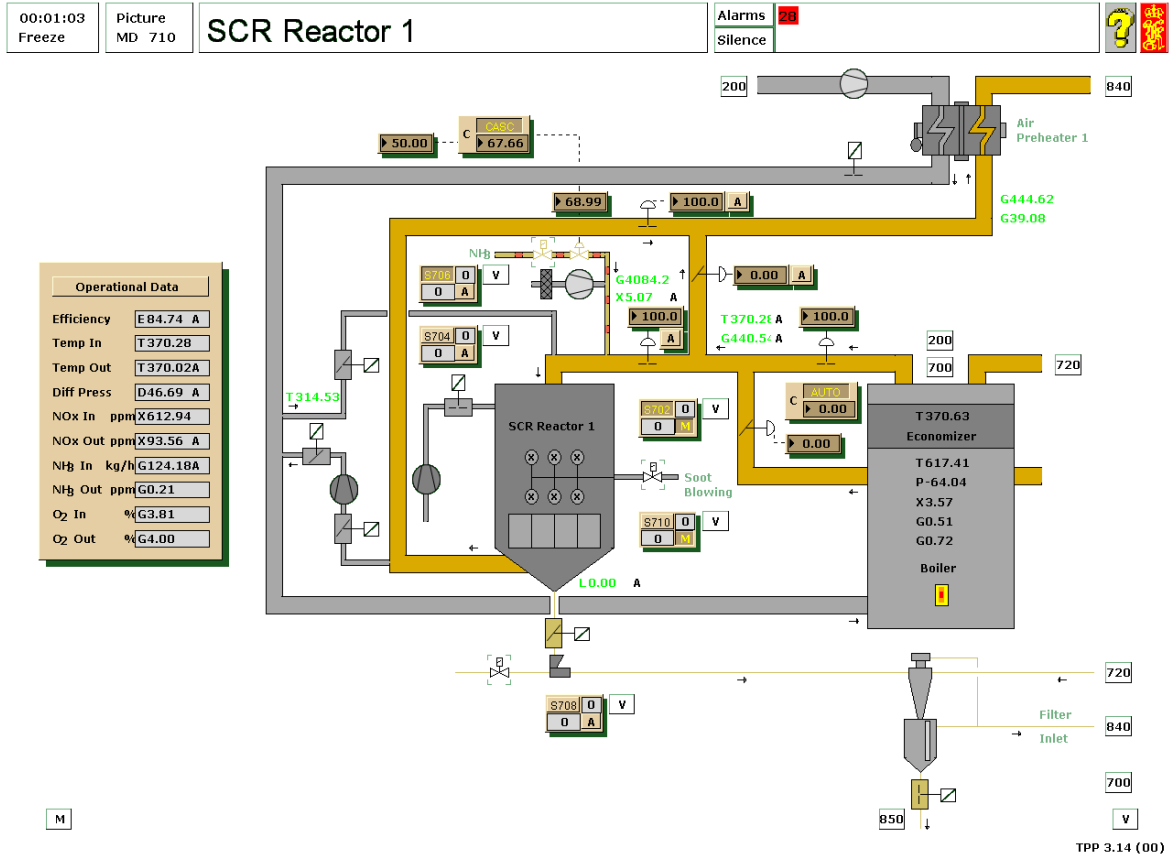 00:01:03
Freeze
Picture
MD 710
SCR Reactor 1
Alarms 28
Silence
?
200
840
Air
Preheater 1
50.00
C CASC
67.66
68.99
100.0 A
G444.62
G39.08
NH3
S706 0 V
0 A
G4084.2
X5.07 A
100.0
A
0.00 A
T370.28 A
G440.54 A
100.0
200
700
720
Operational Data
Efficiency E84.74 A
Temp In T370.28
Temp Out T370.02A
Diff Press D46.69 A
NOx In ppm X612.94
NOx Out ppm X93.56 A
NH3 In kg/h G124.18A
NH3 Out ppm G0.21
O2 In % G3.81
O2 Out % G4.00
S704 0 V
0 A
T314.53
SCR Reactor 1
S702 0 V
0 M
C AUTO
0.00
0.00
T370.63
Economizer
T617.41
P-64.04
X3.57
G0.51
G0.72
Boiler
Soot
Blowing
S710 0 V
0 M
L0.00 A
S708 0 V
0 A
720
Filter
Inlet
840
700
850
M
V
TPP 3.14 (00)